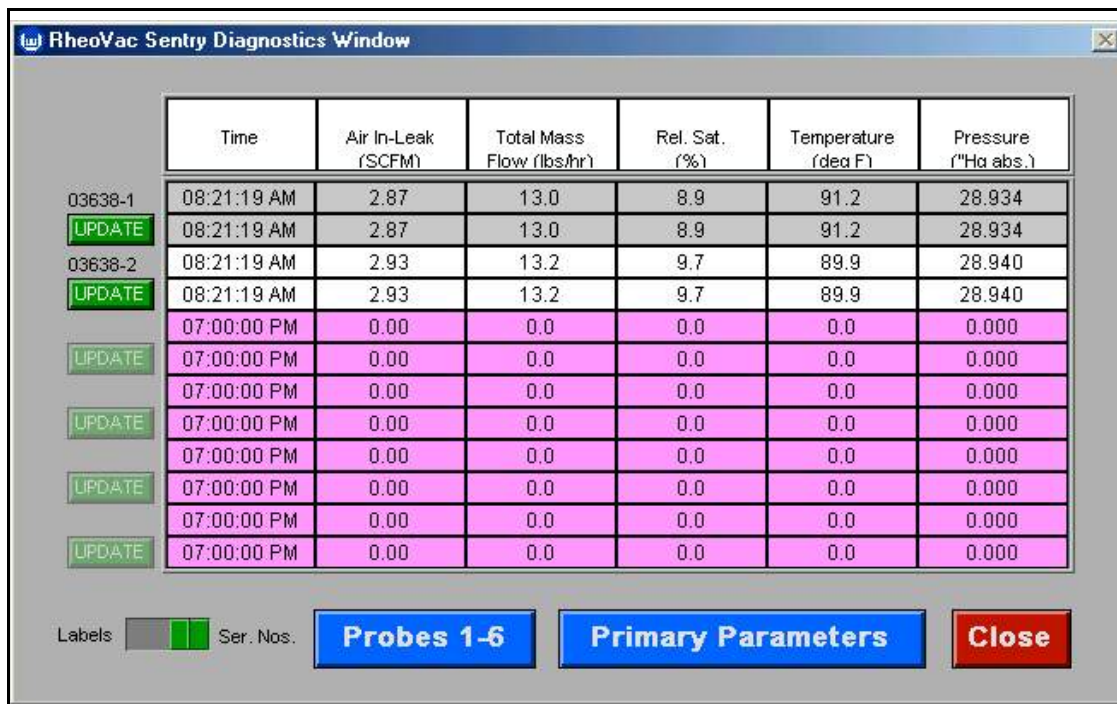 RheoVac Sentry Diagnostics Window
Time Air In-Leak (SCFM) Total Mass Flow (lbs/hr) Rel. Sat. (%) Temperature (deg F) Pressure ("Hg abs.)
03638-1 08:21:19 AM 2.87 13.0 8.9 91.2 28.934
UPDATE 08:21:19 AM 2.87 13.0 8.9 91.2 28.934
03638-2 08:21:19 AM 2.93 13.2 9.7 89.9 28.940
UPDATE 08:21:19 AM 2.93 13.2 9.7 89.9 28.940
07:00:00 PM 0.00 0.0 0.0 0.0 0.000
UPDATE 07:00:00 PM 0.00 0.0 0.0 0.0 0.000
07:00:00 PM 0.00 0.0 0.0 0.0 0.000
UPDATE 07:00:00 PM 0.00 0.0 0.0 0.0 0.000
07:00:00 PM 0.00 0.0 0.0 0.0 0.000
UPDATE 07:00:00 PM 0.00 0.0 0.0 0.0 0.000
07:00:00 PM 0.00 0.0 0.0 0.0 0.000
UPDATE 07:00:00 PM 0.00 0.0 0.0 0.0 0.000
Labels Ser. Nos. Probes 1-6 Primary Parameters Close